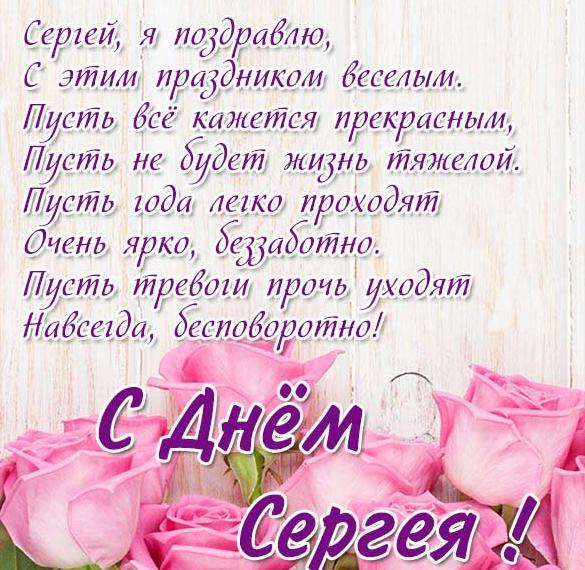 Сергей, я поздравлю,
С этим праздником веселым.
Пусть всё кажется прекрасным,
Пусть не будет жизнь тяжелой.
Пусть года легко проходят
Очень ярко, беззаботно.
Пусть тревоги прочь уходят
Навсегда, бесповоротно!
С Днём
Сергея !